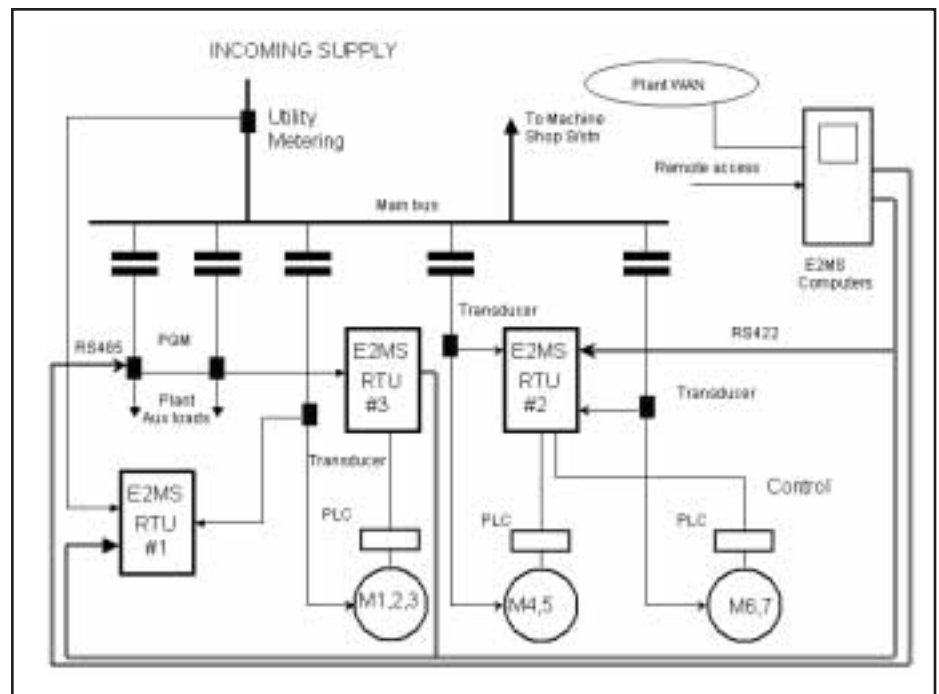 INCOMING SUPPLY
Utility
Metering
To Machine
Shop S/stn
Plant WAN
Remote access
E2MS
Computers
Main bus
Transducer
RS422
RS485
PQM
Plant
Aux loads
E2MS
RTU
#3
E2MS
RTU
#2
Transducer
Transducer
E2MS
RTU
#1
Control
PLC
PLC
PLC
M1,2,3
M4,5
M6,7